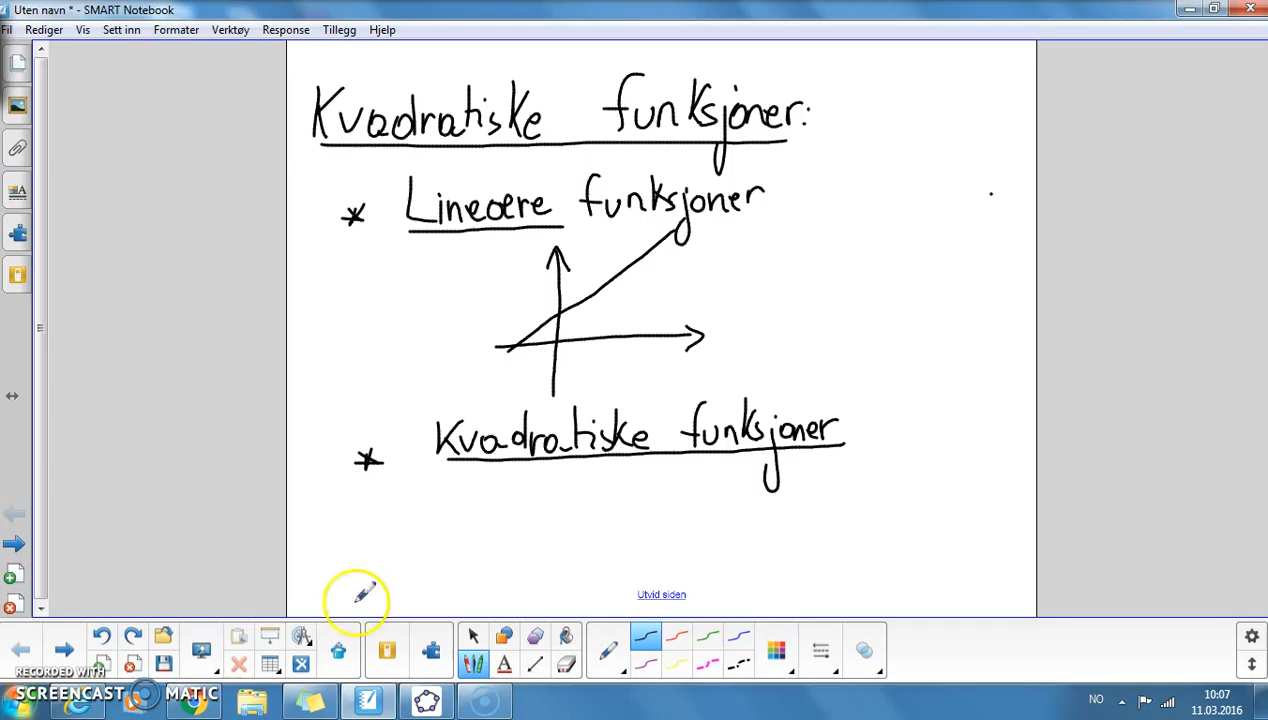 Uten navn * - SMART Notebook
Fil Rediger Vis Sett inn Formater Verktøy Response Tillegg Hjelp
Kvadratiske funksjoner:
* Lineære funksjoner
* Kvadratiske funksjoner
Utvid siden
RECORDED WITH
SCREENCAST MATIC
NO
10:07
11.03.2016